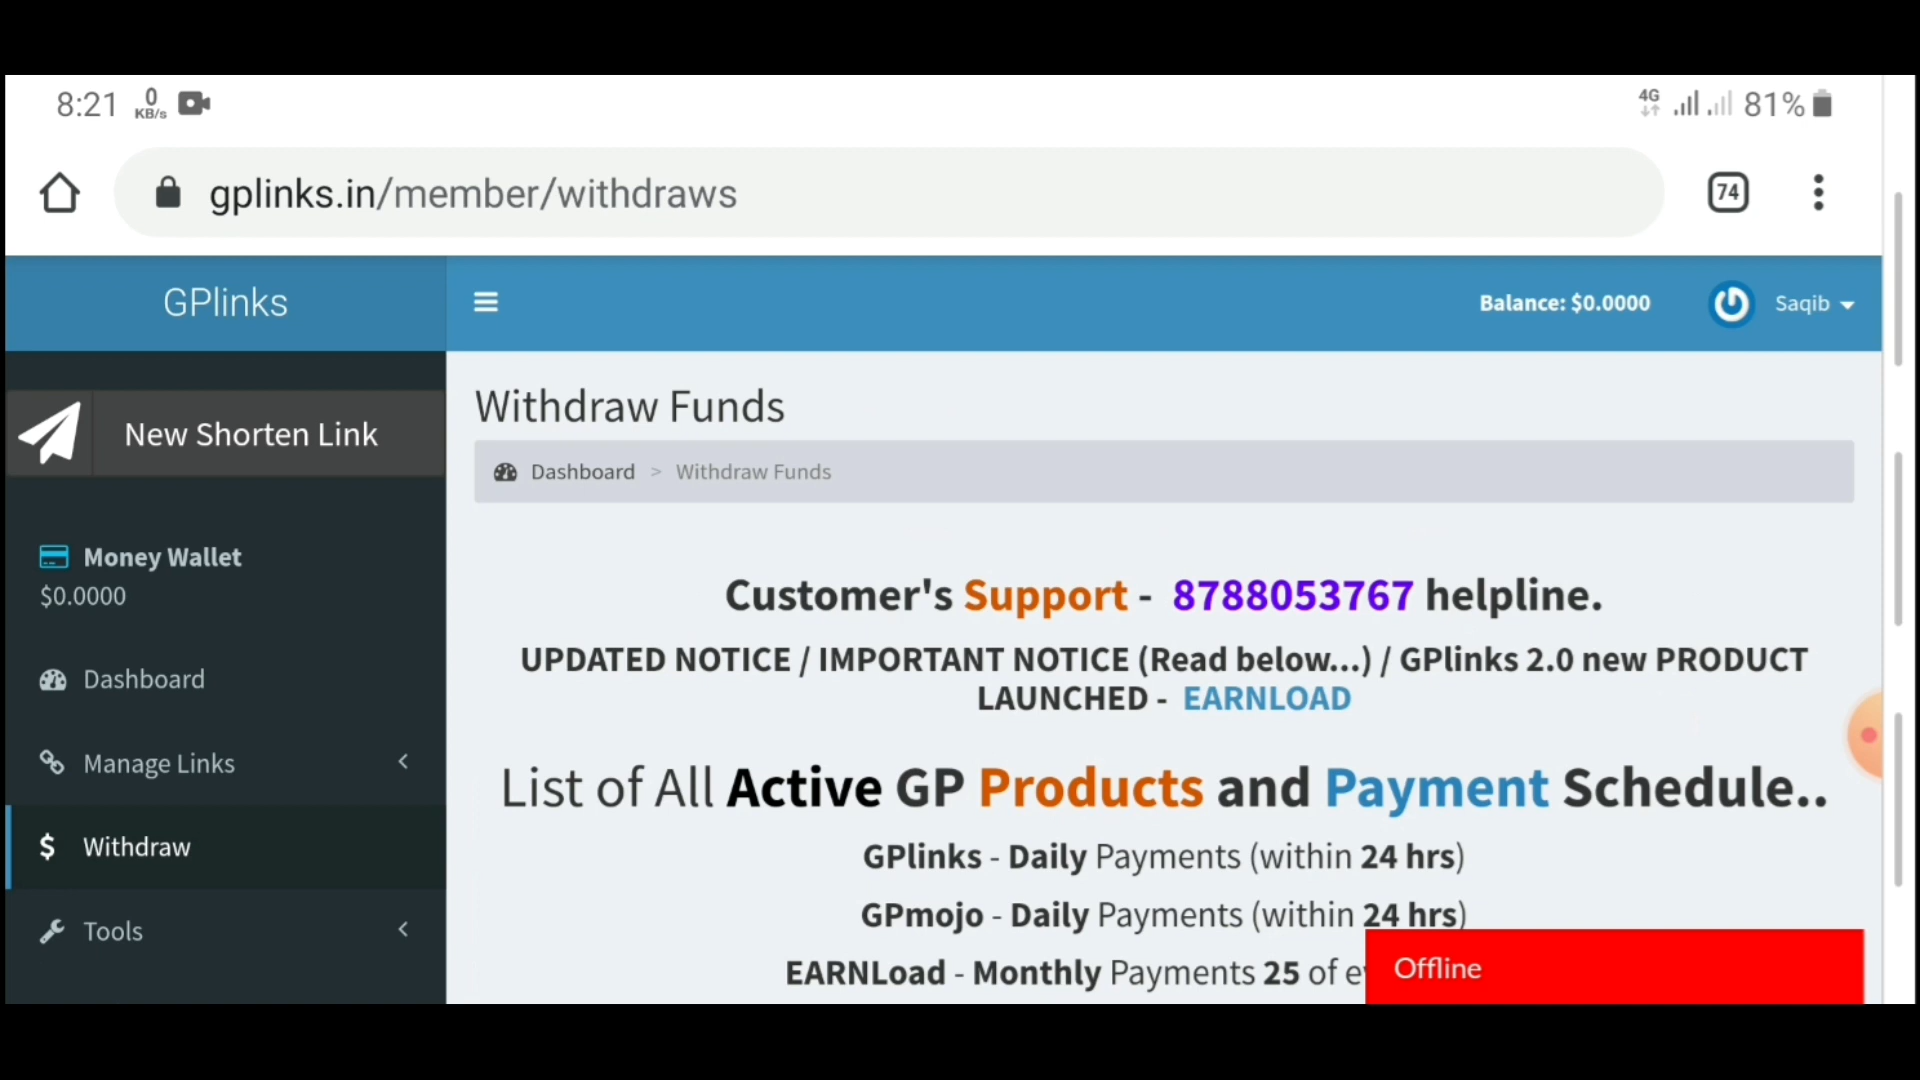 8:21 0 KB/s 4G 81%
gplinks.in/member/withdraws 74
GPlinks Balance: $0.0000 Saqib
New Shorten Link
Money Wallet
$0.0000
Dashboard
Manage Links
$ Withdraw
Tools
Withdraw Funds
Dashboard > Withdraw Funds
Customer's Support - 8788053767 helpline.
UPDATED NOTICE / IMPORTANT NOTICE (Read below...) / GPlinks 2.0 new PRODUCT
LAUNCHED - EARNLOAD
List of All Active GP Products and Payment Schedule..
GPlinks - Daily Payments (within 24 hrs)
GPmojo - Daily Payments (within 24 hrs)
EARNLoad - Monthly Payments 25 of
Offline